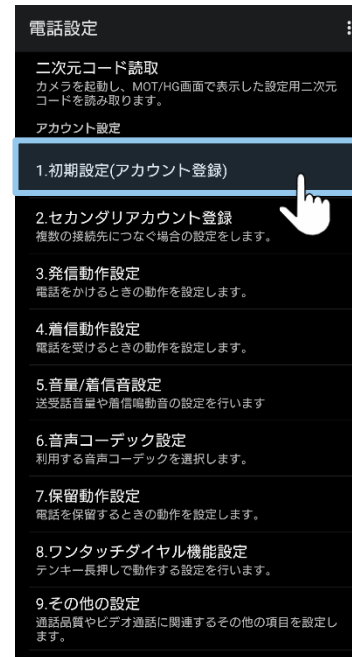 電話設定
二次元コード読取
カメラを起動し、MOT/HG画面で表示した設定用二次元
コードを読み取ります。
アカウント設定
1.初期設定(アカウント登録)
2.セカンダリアカウント登録
複数の接続先につなぐ場合の設定をします。
3.発信動作設定
電話をかけるときの動作を設定します。
4.着信動作設定
電話を受けるときの動作を設定します。
5.音量/着信音設定
送受話音量や着信鳴動音の設定を行います
6.音声コーデック設定
利用する音声コーデックを選択します。
7.保留動作設定
電話を保留するときの動作を設定します。
8.ワンタッチダイヤル機能設定
テンキー長押しで動作する設定を行います。
9.その他の設定
通話品質やビデオ通話に関連するその他の項目を設定し
ます。